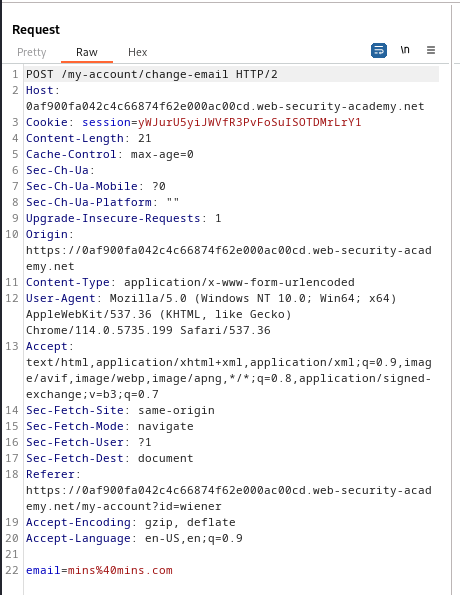 Request
Pretty Raw Hex \n
1 POST /my-account/change-email HTTP/2
2 Host:
0af900fa042c4c66874f62e000ac00cd.web-security-academy.net
3 Cookie: session=yWJurU5yiJWVfR3PvFoSuISOTDMrLrY1
4 Content-Length: 21
5 Cache-Control: max-age=0
6 Sec-Ch-Ua:
7 Sec-Ch-Ua-Mobile: ?0
8 Sec-Ch-Ua-Platform: ""
9 Upgrade-Insecure-Requests: 1
10 Origin:
https://0af900fa042c4c66874f62e000ac00cd.web-security-acad
emy.net
11 Content-Type: application/x-www-form-urlencoded
12 User-Agent: Mozilla/5.0 (Windows NT 10.0; Win64; x64)
AppleWebKit/537.36 (KHTML, like Gecko)
Chrome/114.0.5735.199 Safari/537.36
13 Accept:
text/html,application/xhtml+xml,application/xml;q=0.9,imag
e/avif,image/webp,image/apng,*/*;q=0.8,application/signed-
exchange;v=b3;q=0.7
14 Sec-Fetch-Site: same-origin
15 Sec-Fetch-Mode: navigate
16 Sec-Fetch-User: ?1
17 Sec-Fetch-Dest: document
18 Referer:
https://0af900fa042c4c66874f62e000ac00cd.web-security-acad
emy.net/my-account?id=wiener
19 Accept-Encoding: gzip, deflate
20 Accept-Language: en-US,en;q=0.9
21
22 email=mins%40mins.com